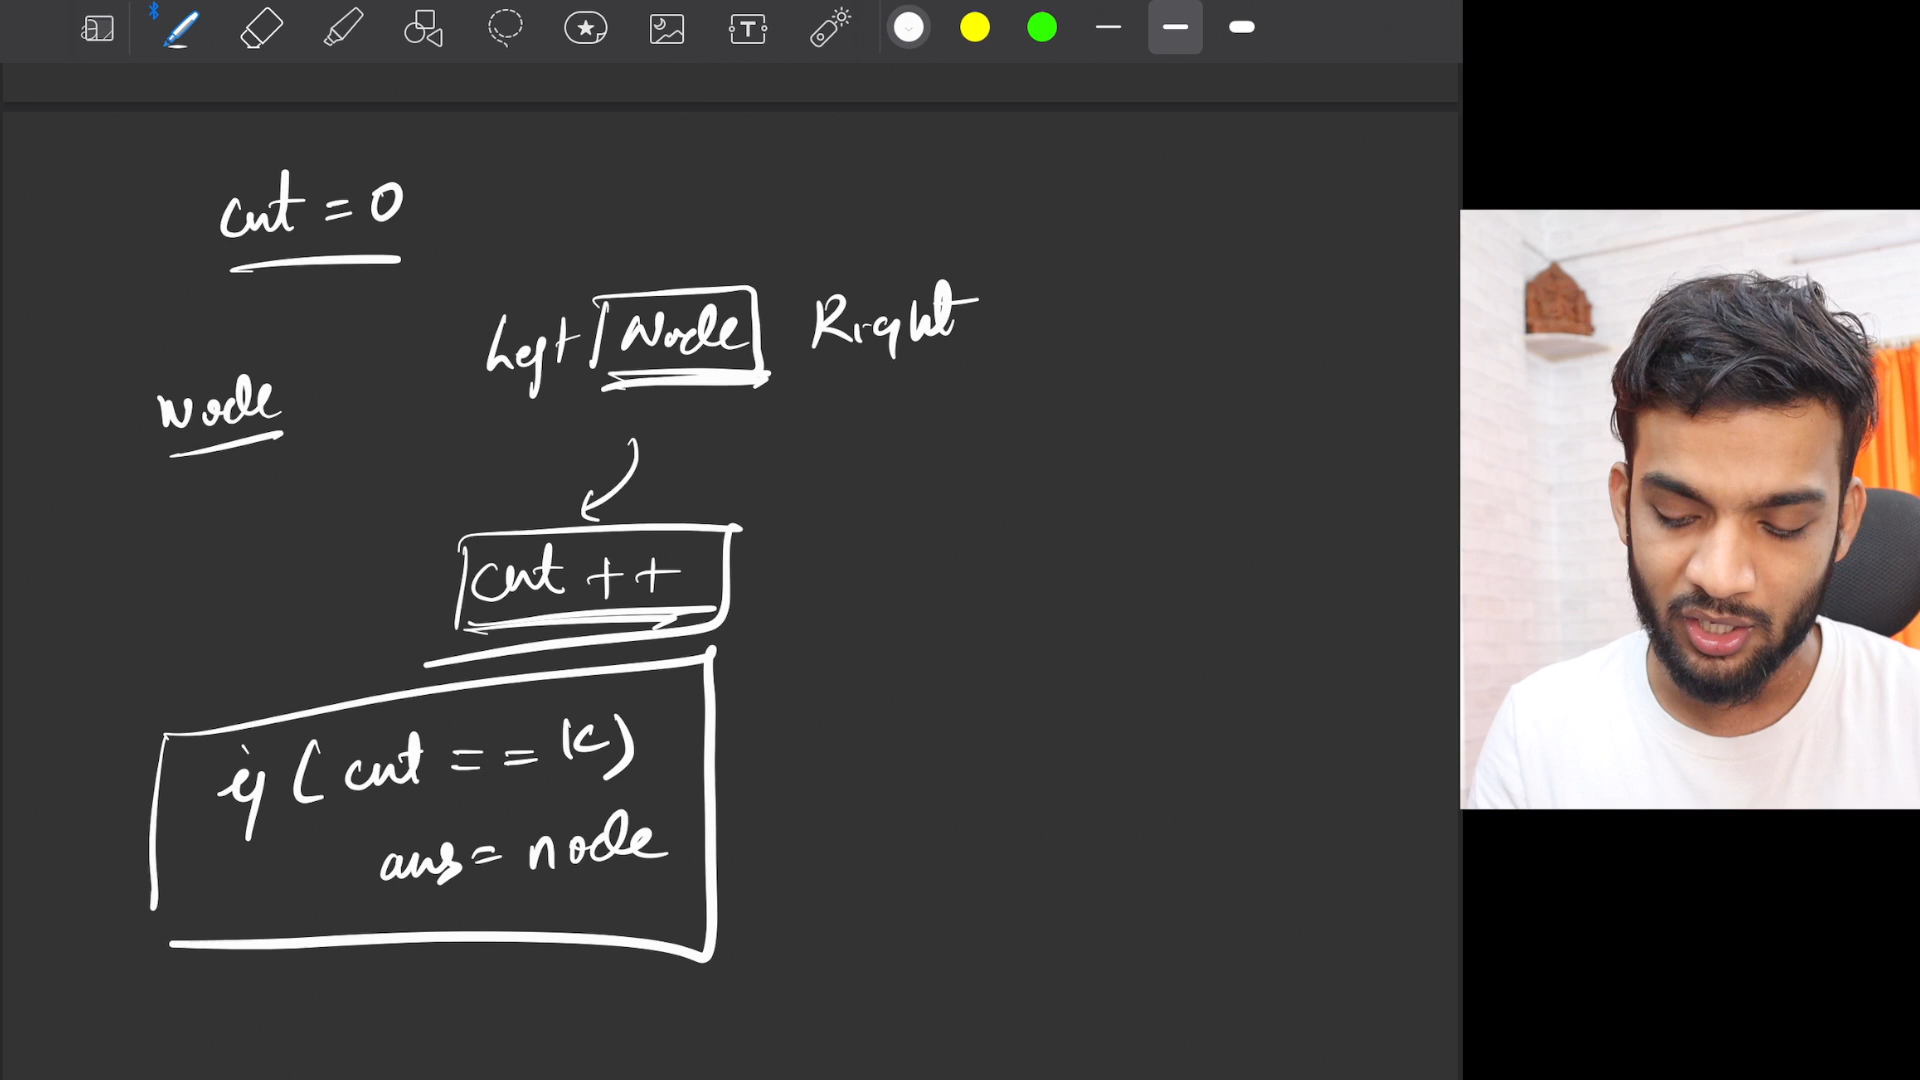 T
cnt = 0
Left Node Right
Node
cnt ++
if ( cnt == k)
ans = node